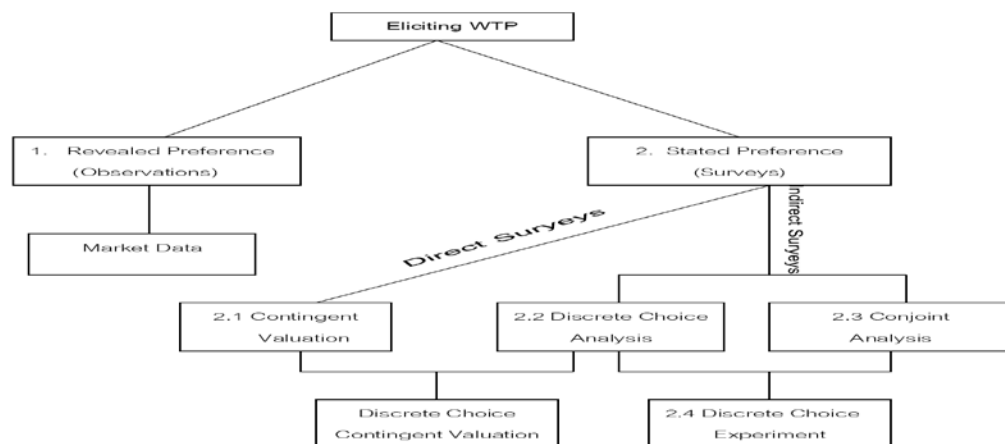 Eliciting WTP
1. Revealed Preference
(Observations)
2. Stated Preference
(Surveys)
Market Data
Direct Surveys
Indirect Surveys
2.1 Contingent
Valuation
2.2 Discrete Choice
Analysis
2.3 Conjoint
Analysis
Discrete Choice
Contingent Valuation
2.4 Discrete Choice
Experiment